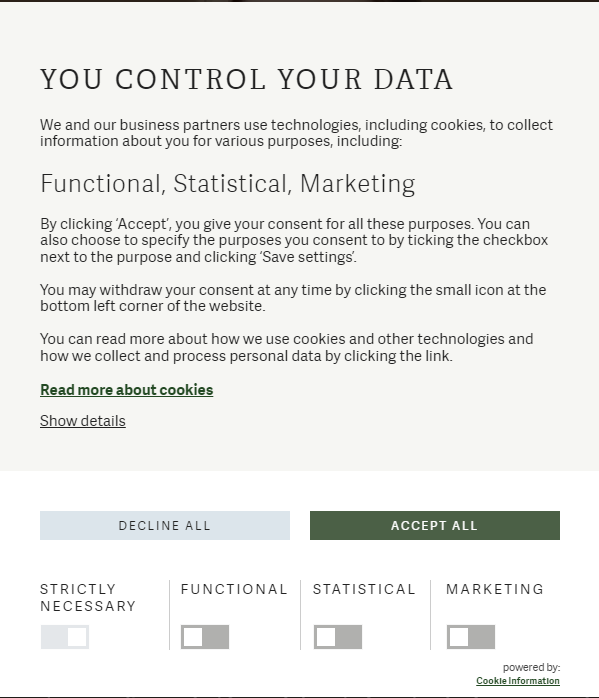 YOU CONTROL YOUR DATA
We and our business partners use technologies, including cookies, to collect
information about you for various purposes, including:
Functional, Statistical, Marketing
By clicking ‘Accept’, you give your consent for all these purposes. You can
also choose to specify the purposes you consent to by ticking the checkbox
next to the purpose and clicking ‘Save settings’.
You may withdraw your consent at any time by clicking the small icon at the
bottom left corner of the website.
You can read more about how we use cookies and other technologies and
how we collect and process personal data by clicking the link.
Read more about cookies
Show details
DECLINE ALL
ACCEPT ALL
STRICTLY
NECESSARY
FUNCTIONAL
STATISTICAL
MARKETING
powered by:
Cookie Information